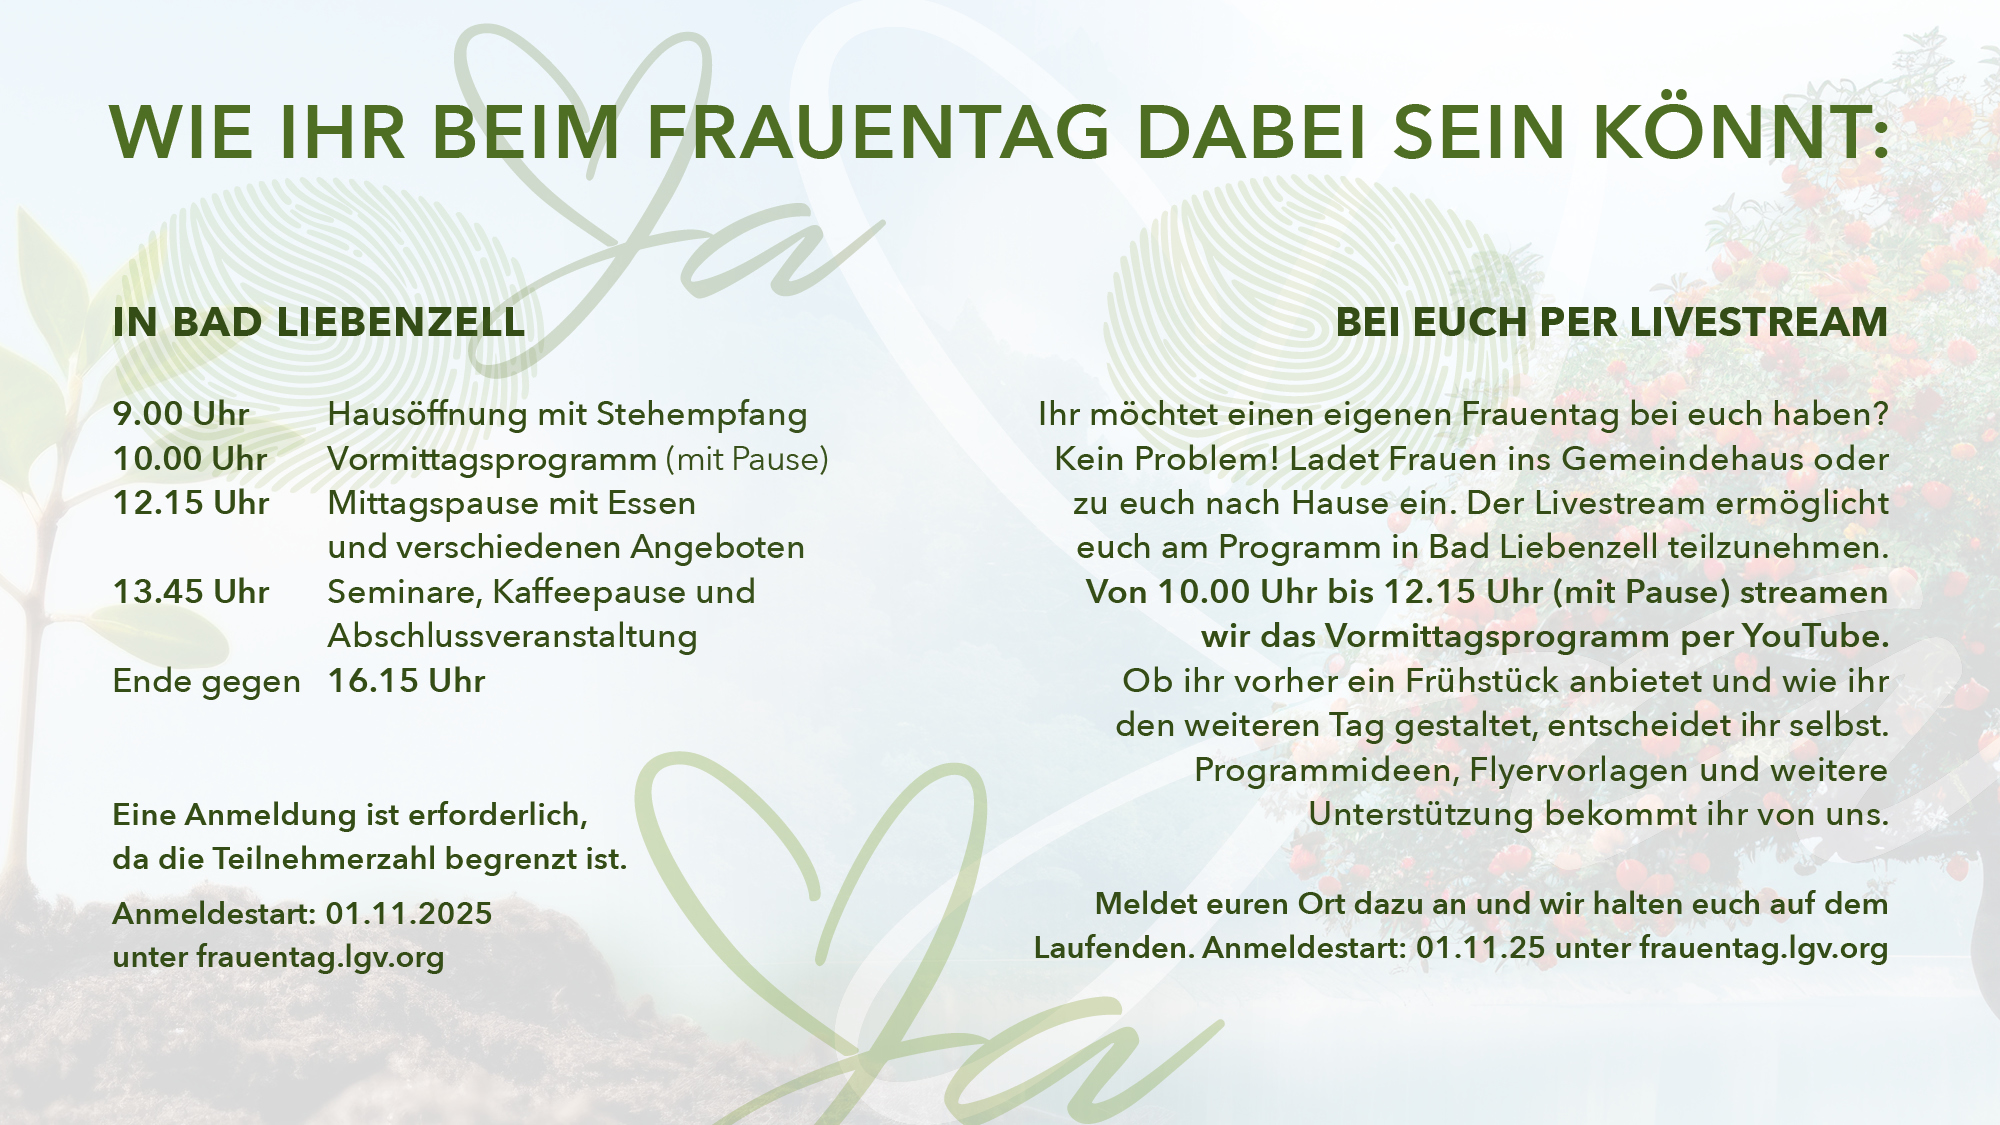 WIE IHR BEIM FRAUENTAG DABEI SEIN KÖNNT:
Ja
IN BAD LIEBENZELL
9.00 Uhr Hausöffnung mit Stehempfang
10.00 Uhr Vormittagsprogramm (mit Pause)
12.15 Uhr Mittagspause mit Essen
und verschiedenen Angeboten
13.45 Uhr Seminare, Kaffeepause und
Abschlussveranstaltung
Ende gegen 16.15 Uhr
Eine Anmeldung ist erforderlich,
da die Teilnehmerzahl begrenzt ist.
Anmeldestart: 01.11.2025
unter frauentag.lgv.org
BEI EUCH PER LIVESTREAM
Ihr möchtet einen eigenen Frauentag bei euch haben?
Kein Problem! Ladet Frauen ins Gemeindehaus oder
zu euch nach Hause ein. Der Livestream ermöglicht
euch am Programm in Bad Liebenzell teilzunehmen.
Von 10.00 Uhr bis 12.15 Uhr (mit Pause) streamen
wir das Vormittagsprogramm per YouTube.
Ob ihr vorher ein Frühstück anbietet und wie ihr
den weiteren Tag gestaltet, entscheidet ihr selbst.
Programmideen, Flyervorlagen und weitere
Unterstützung bekommt ihr von uns.
Meldet euren Ort dazu an und wir halten euch auf dem
Laufenden. Anmeldestart: 01.11.25 unter frauentag.lgv.org
Ja